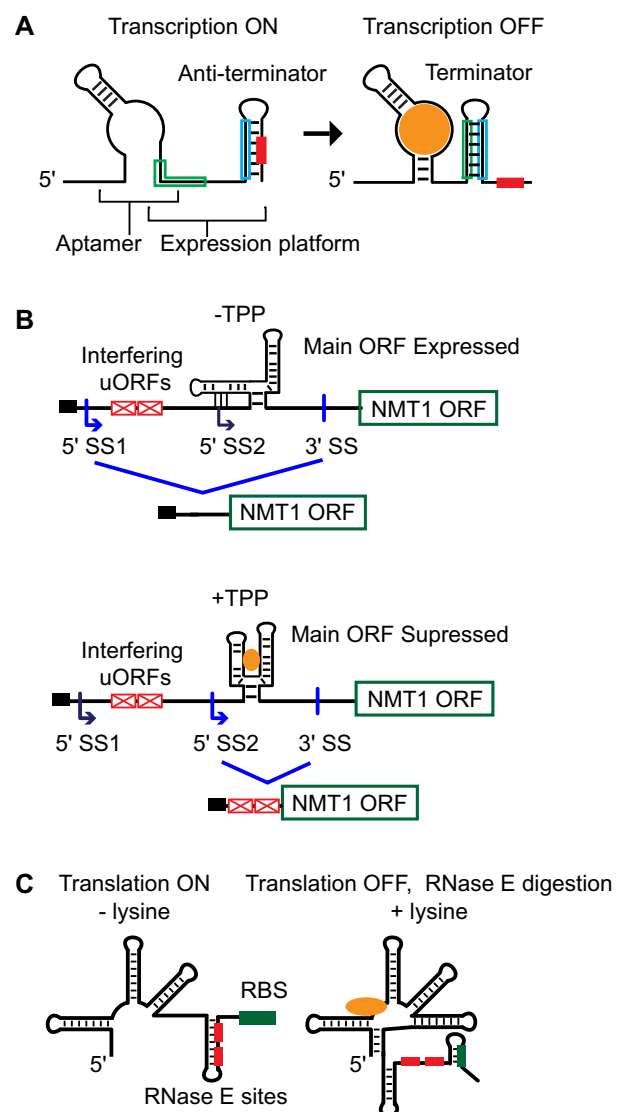 A
Transcription ON
Transcription OFF
Anti-terminator
Terminator
5'
5'
Aptamer
Expression platform
B
-TPP
Interfering
uORFs
Main ORF Expressed
NMT1 ORF
5' SS1
5' SS2
3' SS
NMT1 ORF
+TPP
Interfering
uORFs
Main ORF Supressed
NMT1 ORF
5' SS1
5' SS2
3' SS
NMT1 ORF
C
Translation ON
- lysine
Translation OFF, RNase E digestion
+ lysine
RBS
5'
5'
RNase E sites